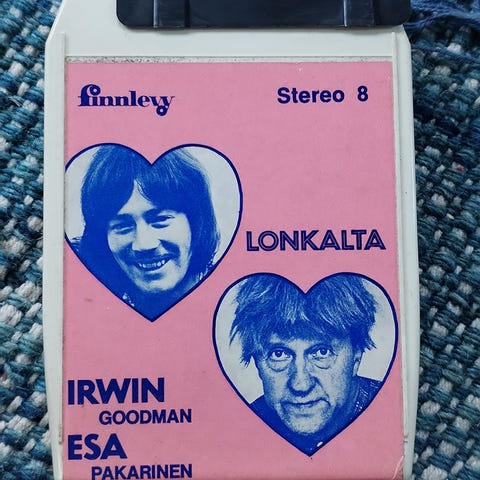 finnlevy
Stereo 8
LONKALTA
IRWIN
GOODMAN
ESA
PAKARINEN